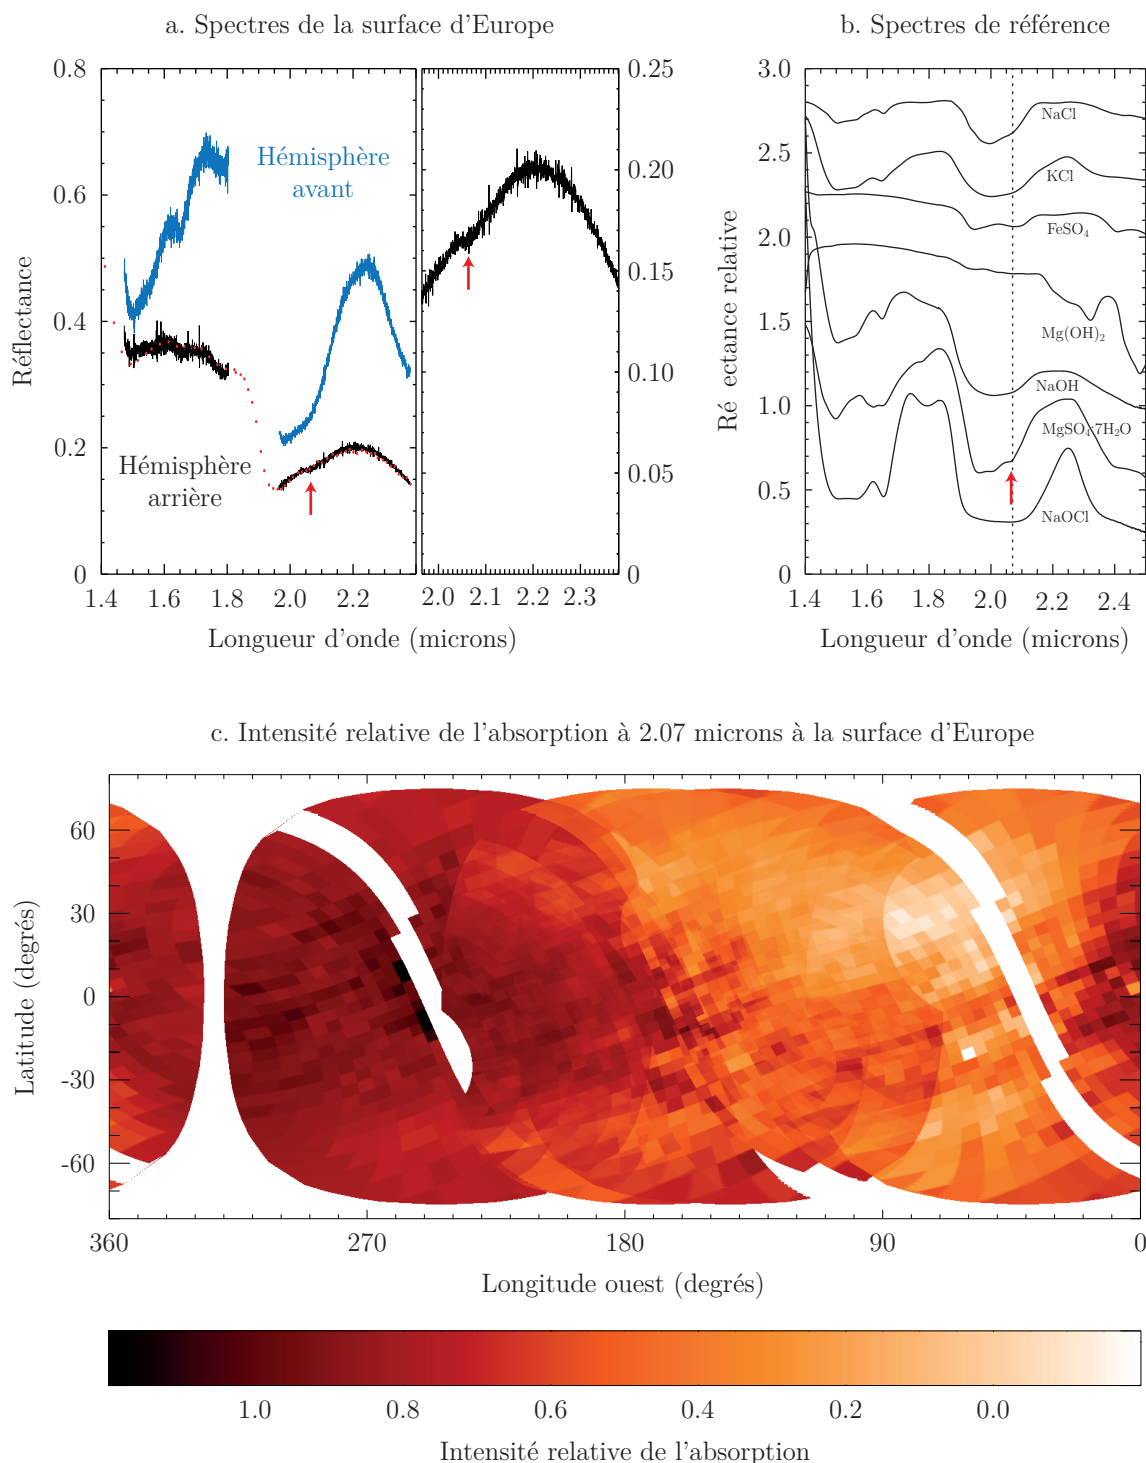 a. Spectres de la surface d'Europe
b. Spectres de référence
0.8
0.6
0.4
0.2
0
Réflectance
Hémisphère
avant
Hémisphère
arrière
1.4
1.6
1.8
2.0
2.2
0.25
0.20
0.15
0.10
0.05
0
2.0
2.1
2.2
2.3
Longueur d'onde (microns)
3.0
2.5
2.0
1.5
1.0
0.5
0.0
Ré ectance relative
NaCl
KCl
FeSO4
Mg(OH)2
NaOH
MgSO4·7H2O
NaOCl
1.4
1.6
1.8
2.0
2.2
2.4
Longueur d'onde (microns)
c. Intensité relative de l'absorption à 2.07 microns à la surface d'Europe
60
30
0
-30
-60
Latitude (degrés)
360
270
180
90
0
Longitude ouest (degrés)
1.0
0.8
0.6
0.4
0.2
0.0
Intensité relative de l'absorption